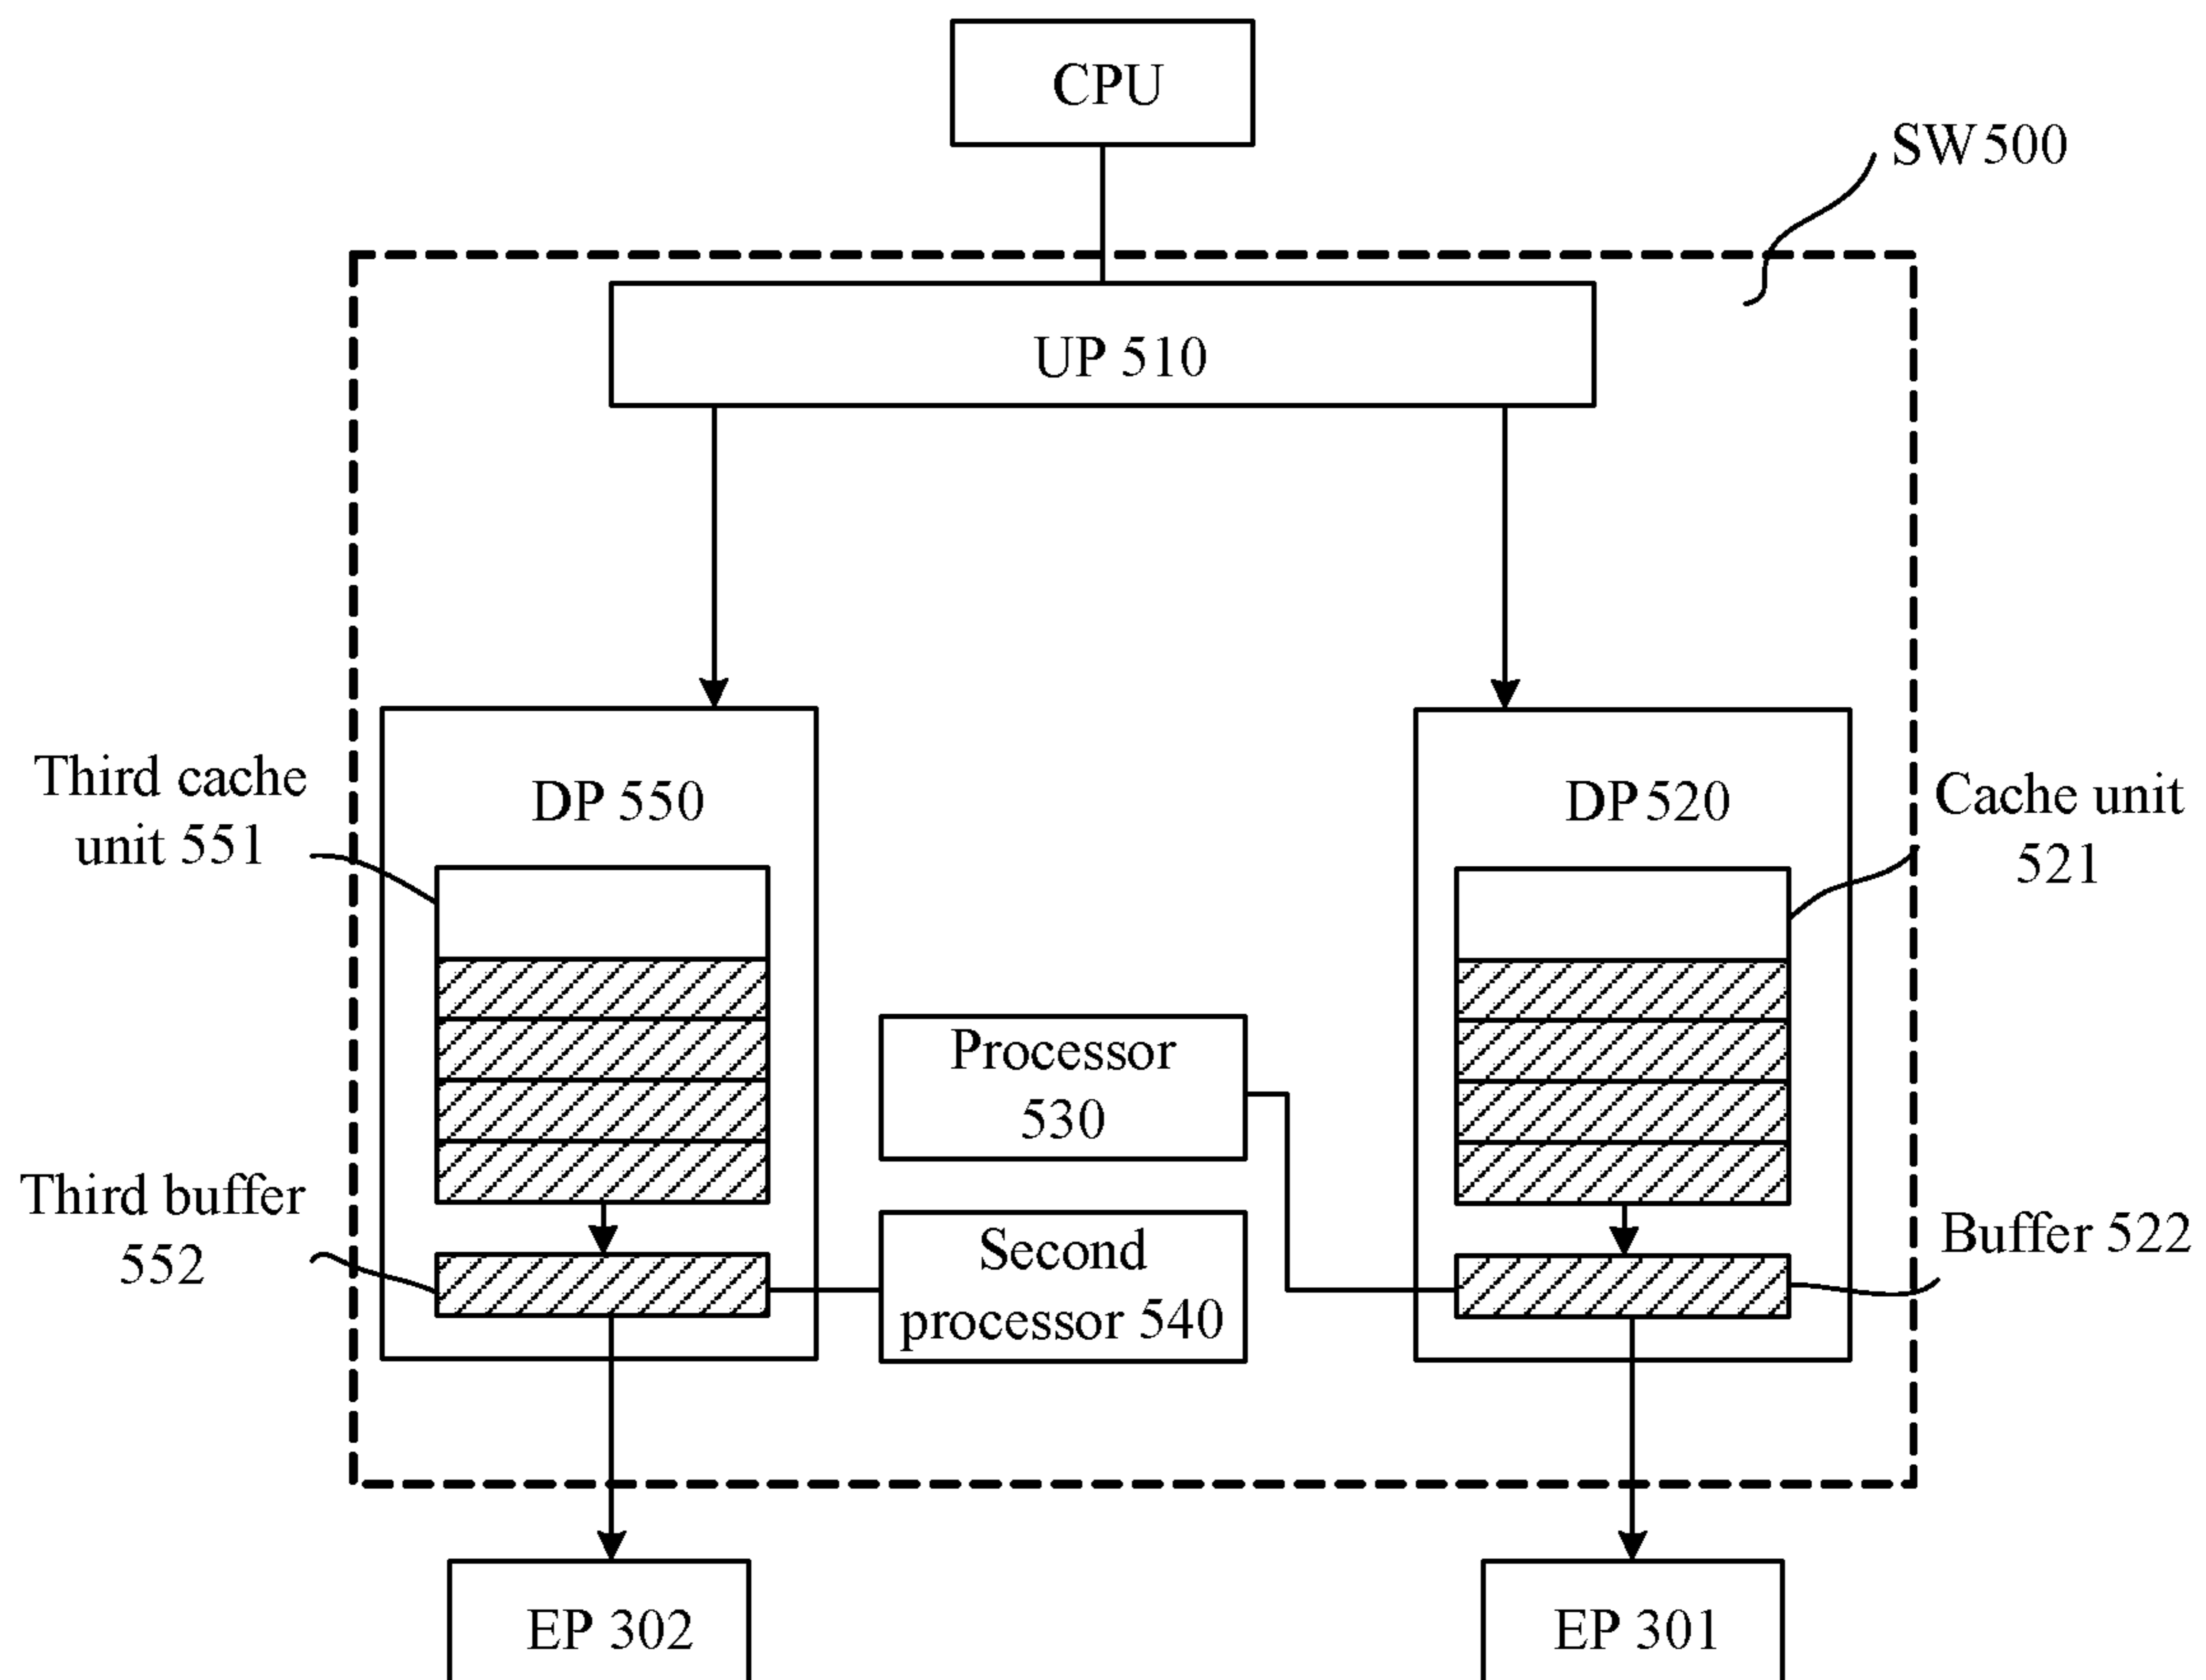 CPU
SW500
UP 510
Third cache
unit 551
DP 550
DP 520
Cache unit
521
Processor
530
Third buffer
552
Second
processor 540
Buffer 522
EP 302
EP 301